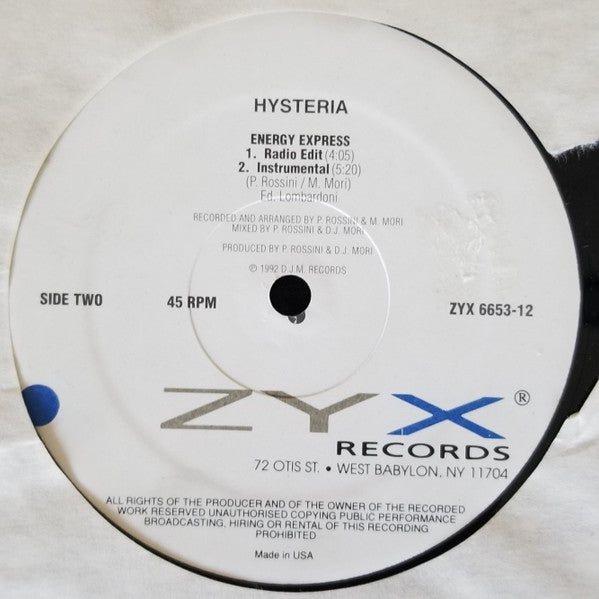 HYSTERIA
ENERGY EXPRESS
1. Radio Edit (4:05)
2. Instrumental (5:20)
(P. Rossini / M. Mori)
Ed. Lombardoni
RECORDED AND ARRANGED BY P. ROSSINI & M. MORI
MIXED BY P. ROSSINI & D.J. MORI
PRODUCED BY P. ROSSINI & D.J. MORI
℗ 1992 D.J.M. RECORDS
SIDE TWO 45 RPM ZYX 6653-12
ZYX ®
RECORDS
72 OTIS ST. • WEST BABYLON, NY 11704
ALL RIGHTS OF THE PRODUCER AND OF THE OWNER OF THE RECORDED
WORK RESERVED UNAUTHORISED COPYING PUBLIC PERFORMANCE
BROADCASTING, HIRING OR RENTAL OF THIS RECORDING
PROHIBITED
Made in USA